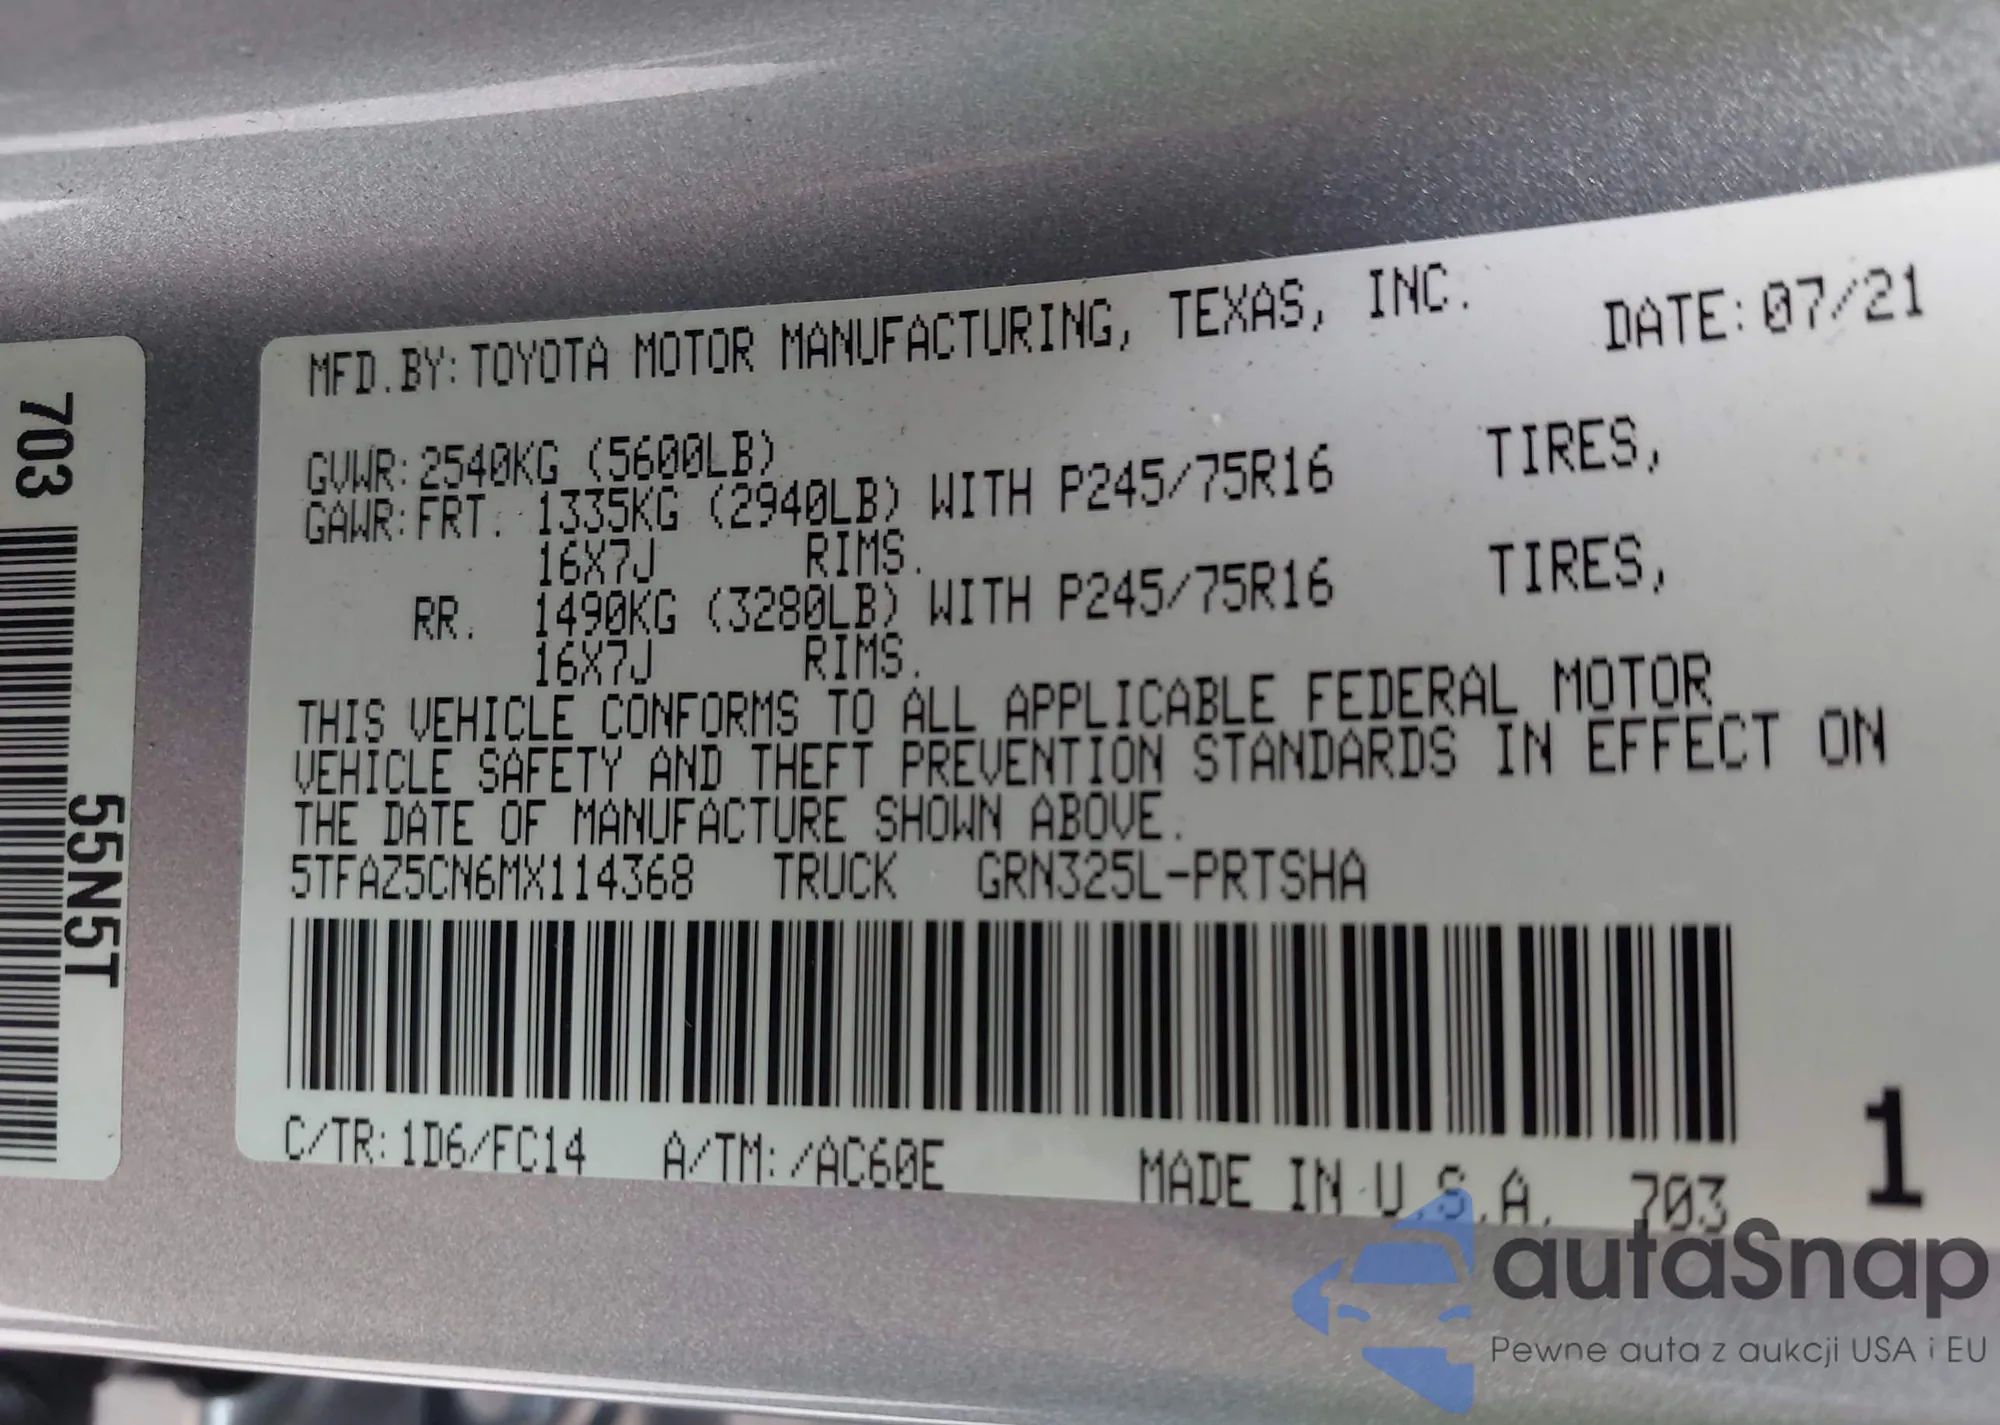 703
55N5T
MFD.BY:TOYOTA MOTOR MANUFACTURING, TEXAS, INC. DATE:07/21
GVWR:2540KG (5600LB)
GAWR:FRT. 1335KG (2940LB) WITH P245/75R16 TIRES,
16X7J RIMS.
RR. 1490KG (3280LB) WITH P245/75R16 TIRES,
16X7J RIMS.
THIS VEHICLE CONFORMS TO ALL APPLICABLE FEDERAL MOTOR
VEHICLE SAFETY AND THEFT PREVENTION STANDARDS IN EFFECT ON
THE DATE OF MANUFACTURE SHOWN ABOVE.
5TFAZ5CN6MX114368 TRUCK GRN325L-PRTSHA
C/TR:1D6/FC14 A/TM:/AC60E MADE IN U.S.A. 703 1
autaSnap
Pewne auta z aukcji USA i EU